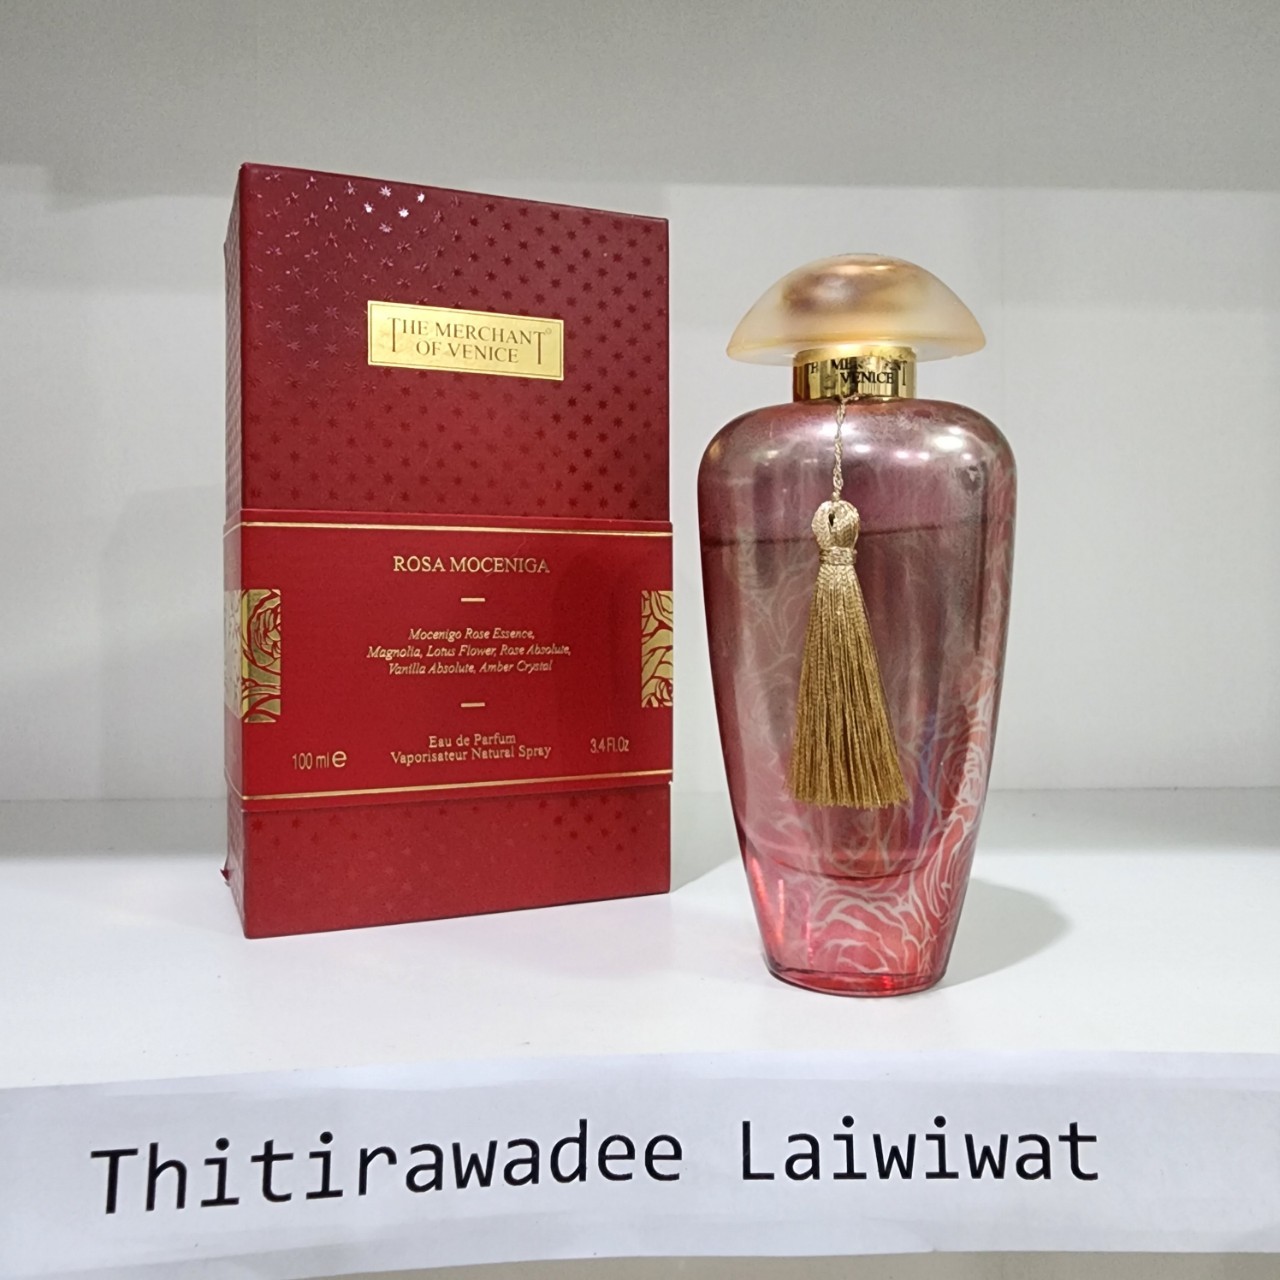 THE MERCHANT
OF VENICE
ROSA MOCENIGA
Mocenigo Rose Essence,
Magnolia, Lotus Flower, Rose Absolute,
Vanilla Absolute, Amber Crystal
100 ml e
Eau de Parfum
Vaporisateur Natural Spray
3.4 Fl.Oz
VENICE
Thitirawadee Laiwiwat